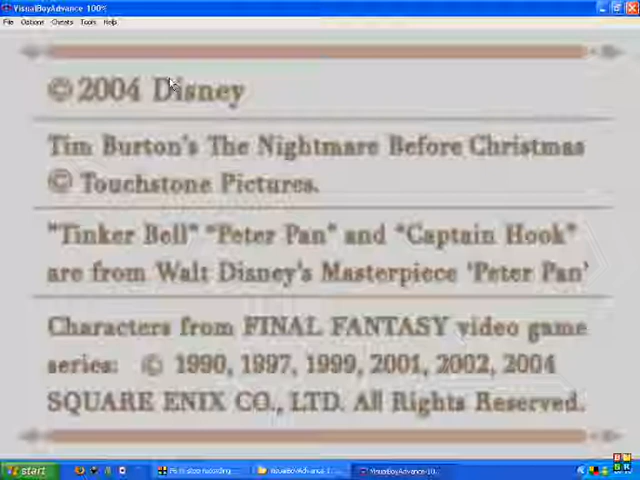 VisualBoyAdvance 100%
File Options Cheats Tools Help
© 2004 Disney
Tim Burton's The Nightmare Before Christmas
© Touchstone Pictures.
"Tinker Bell" "Peter Pan" and "Captain Hook"
are from Walt Disney's Masterpiece 'Peter Pan'
Characters from FINAL FANTASY video game
series: © 1990, 1997, 1999, 2001, 2002, 2004
SQUARE ENIX CO., LTD. All Rights Reserved.
start